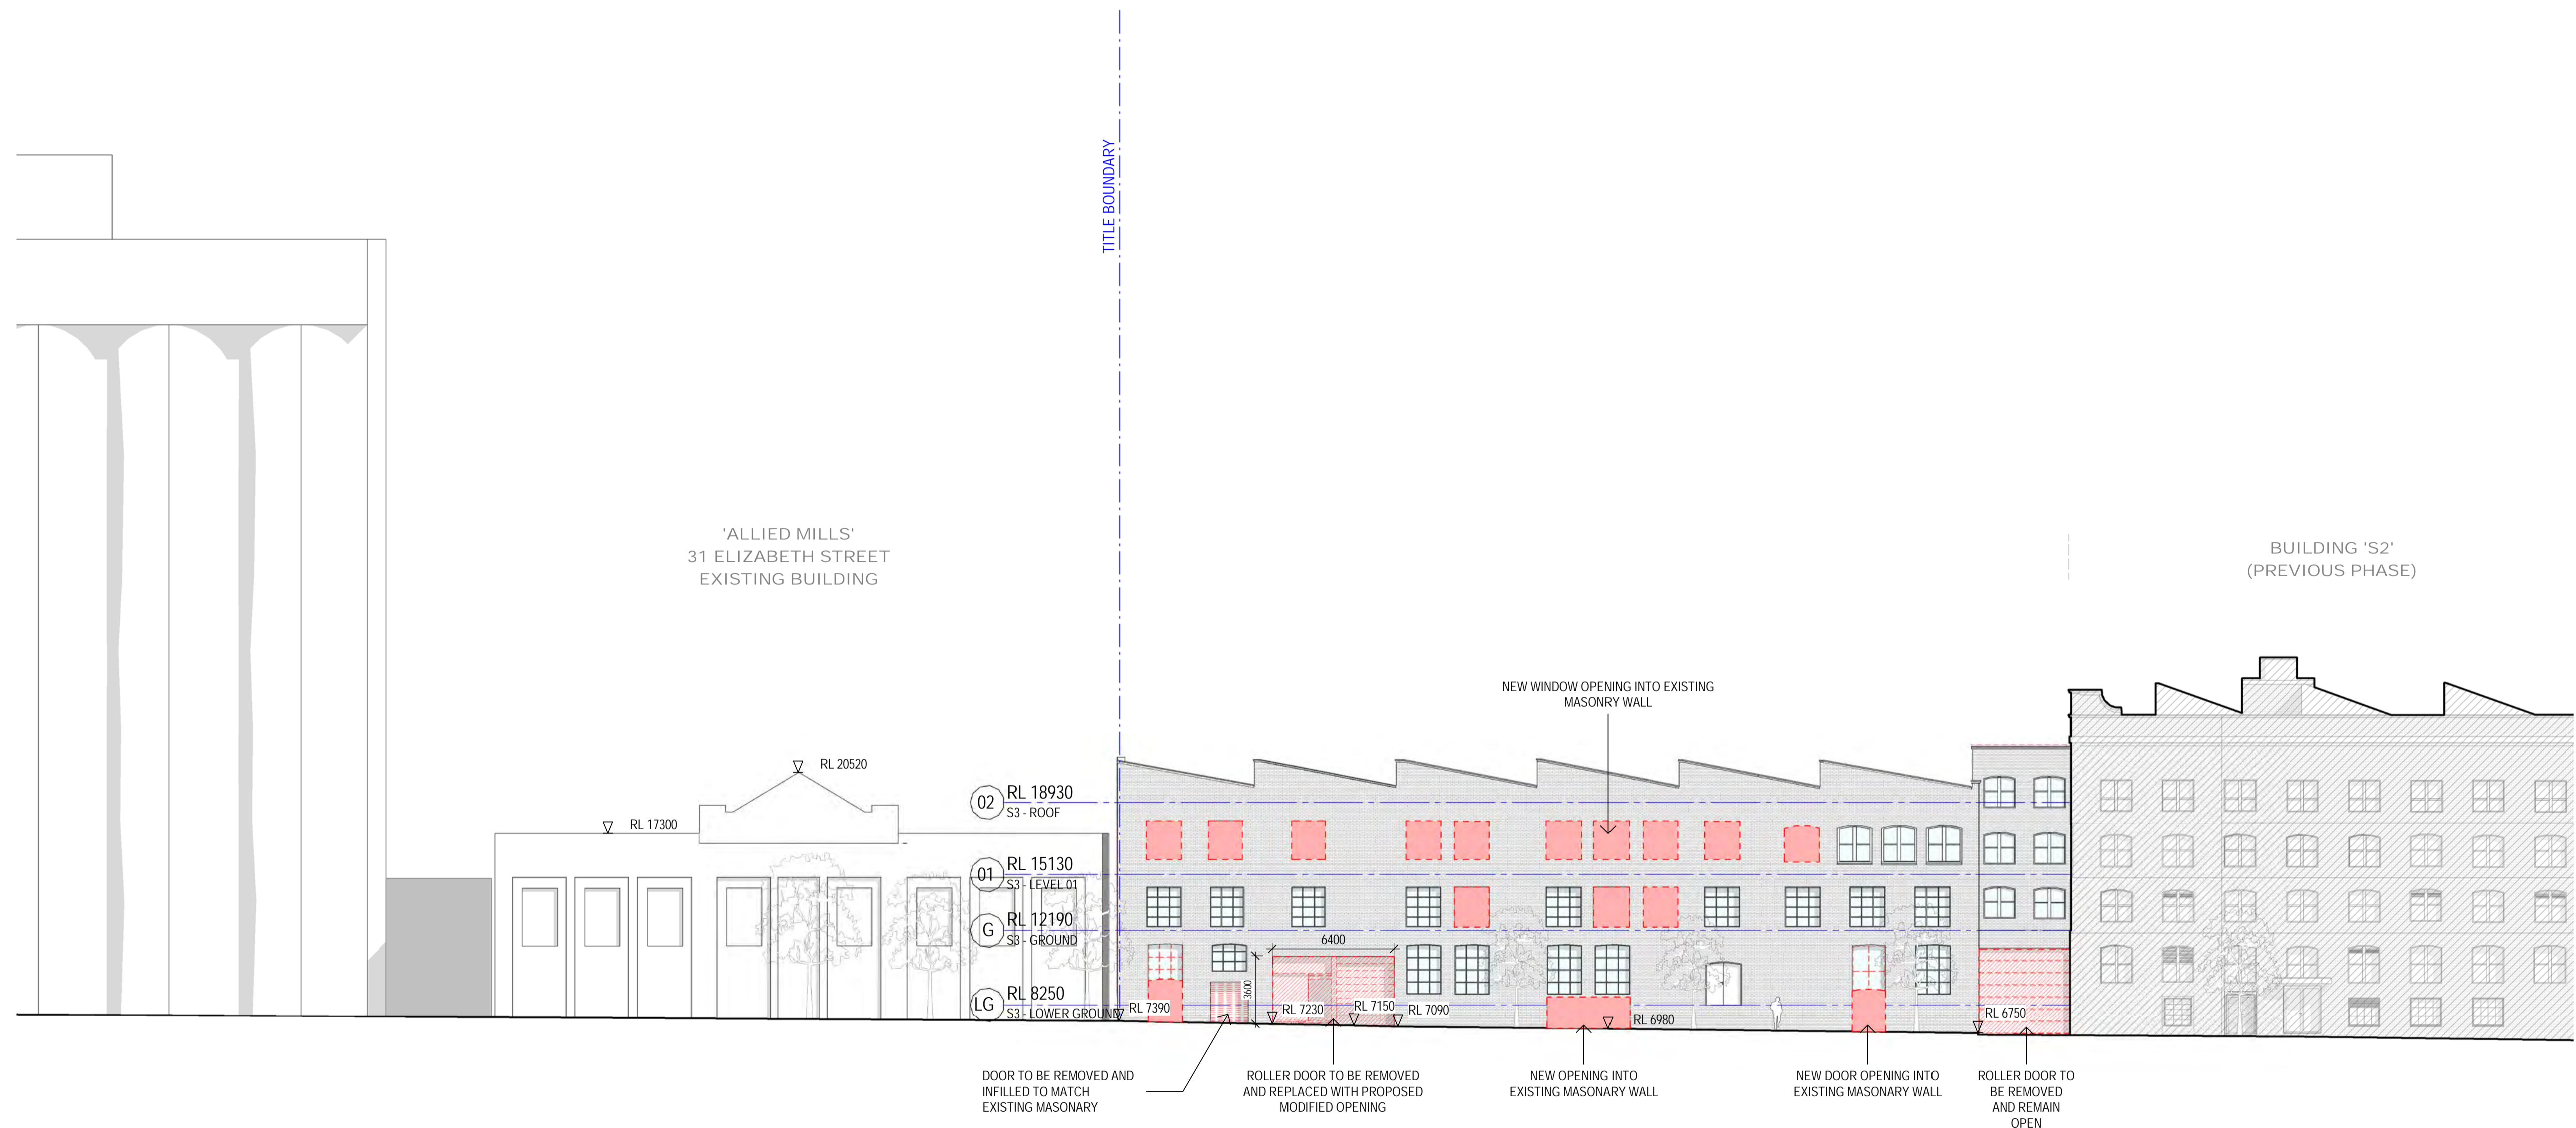 TITLE BOUNDARY
'ALLIED MILLS'
31 ELIZABETH STREET
EXISTING BUILDING
BUILDING 'S2'
(PREVIOUS PHASE)
NEW WINDOW OPENING INTO EXISTING
MASONRY WALL
RL 20520
RL 17300
02 RL 18930
S3 - ROOF
01 RL 15130
S3 - LEVEL 01
G RL 12190
S3 - GROUND
LG RL 8250
S3 - LOWER GROUND
6400
3600
RL 7390
RL 7230
RL 7150
RL 7090
RL 6980
RL 6750
DOOR TO BE REMOVED AND
INFILLED TO MATCH
EXISTING MASONARY
ROLLER DOOR TO BE REMOVED
AND REPLACED WITH PROPOSED
MODIFIED OPENING
NEW OPENING INTO
EXISTING MASONARY WALL
NEW DOOR OPENING INTO
EXISTING MASONARY WALL
ROLLER DOOR TO
BE REMOVED
AND REMAIN
OPEN